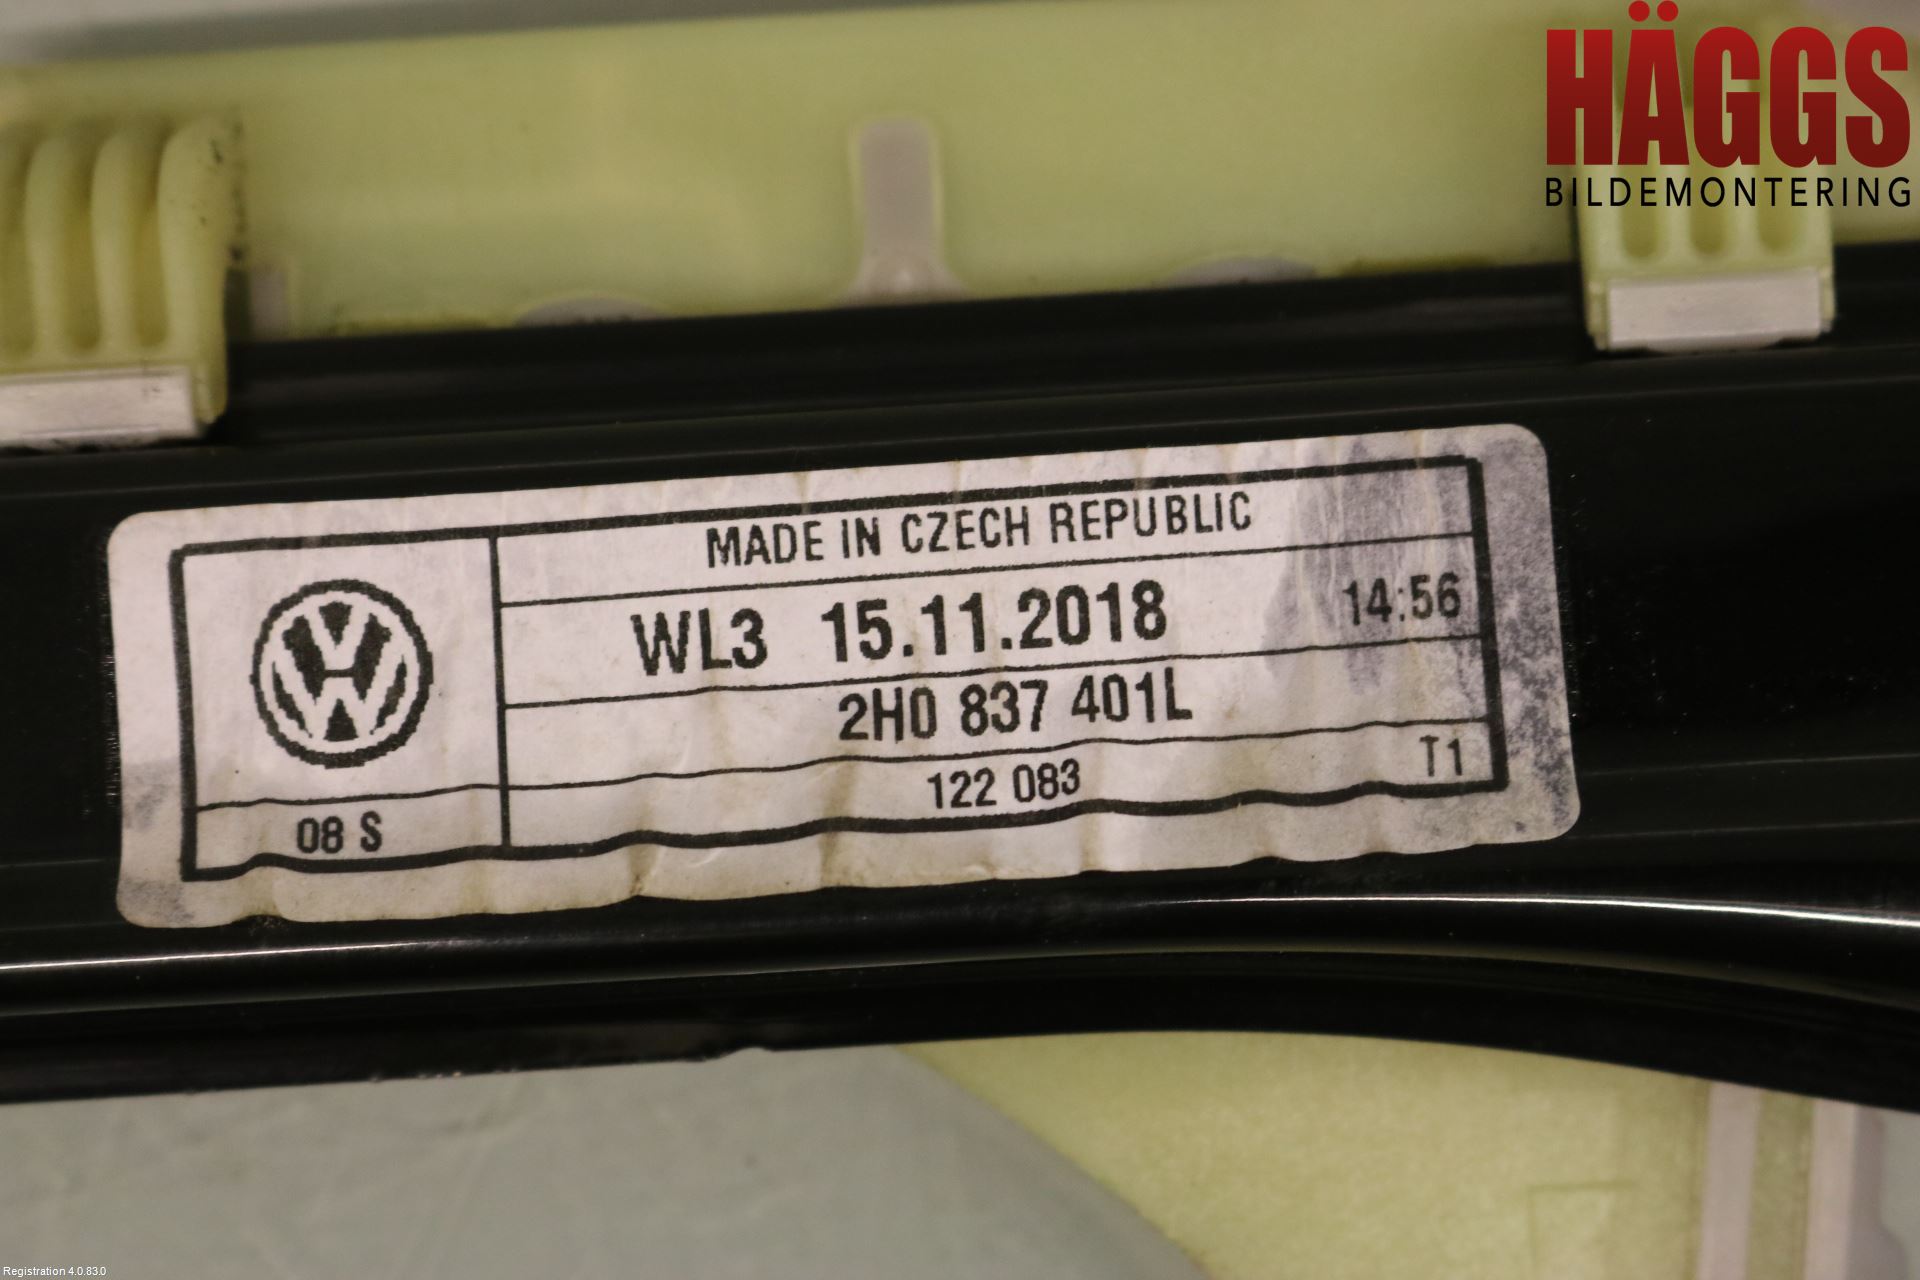 HÄGGS
BILDEMONTERING
MADE IN CZECH REPUBLIC
WL3 15.11.2018 14:56
2H0 837 401L
08 S 122 083 T1
Registration 4.0.83.0